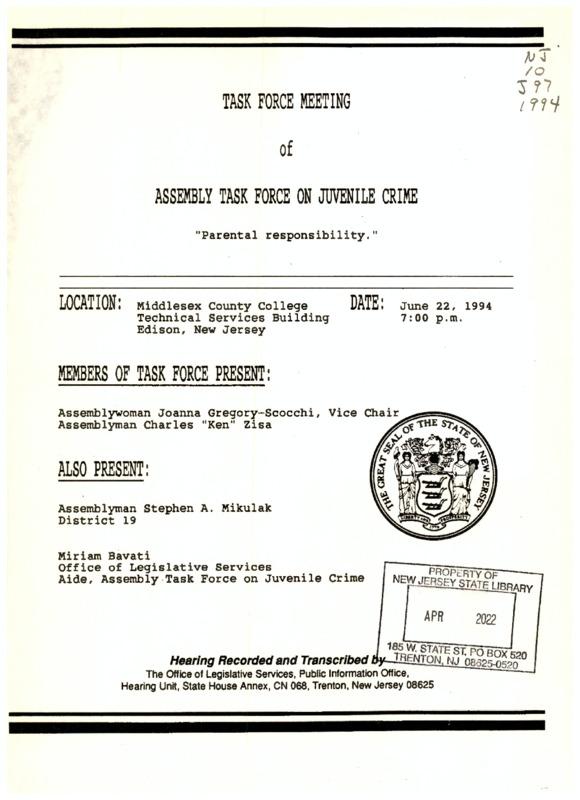 NJ
10
J97
1994
TASK FORCE MEETING
of
ASSEMBLY TASK FORCE ON JUVENILE CRIME
"Parental responsibility."
LOCATION: Middlesex County College
Technical Services Building
Edison, New Jersey
DATE: June 22, 1994
7:00 p.m.
MEMBERS OF TASK FORCE PRESENT:
Assemblywoman Joanna Gregory-Scocchi, Vice Chair
Assemblyman Charles "Ken" Zisa
THE GREAT SEAL OF THE STATE OF NEW JERSEY
LIBERTY AND PROSPERITY
1776
ALSO PRESENT:
Assemblyman Stephen A. Mikulak
District 19
Miriam Bavati
Office of Legislative Services
Aide, Assembly Task Force on Juvenile Crime
PROPERTY OF
NEW JERSEY STATE LIBRARY
APR 2022
185 W. STATE ST, PO BOX 520
TRENTON, NJ 08625-0520
Hearing Recorded and Transcribed by
The Office of Legislative Services, Public Information Office,
Hearing Unit, State House Annex, CN 068, Trenton, New Jersey 08625